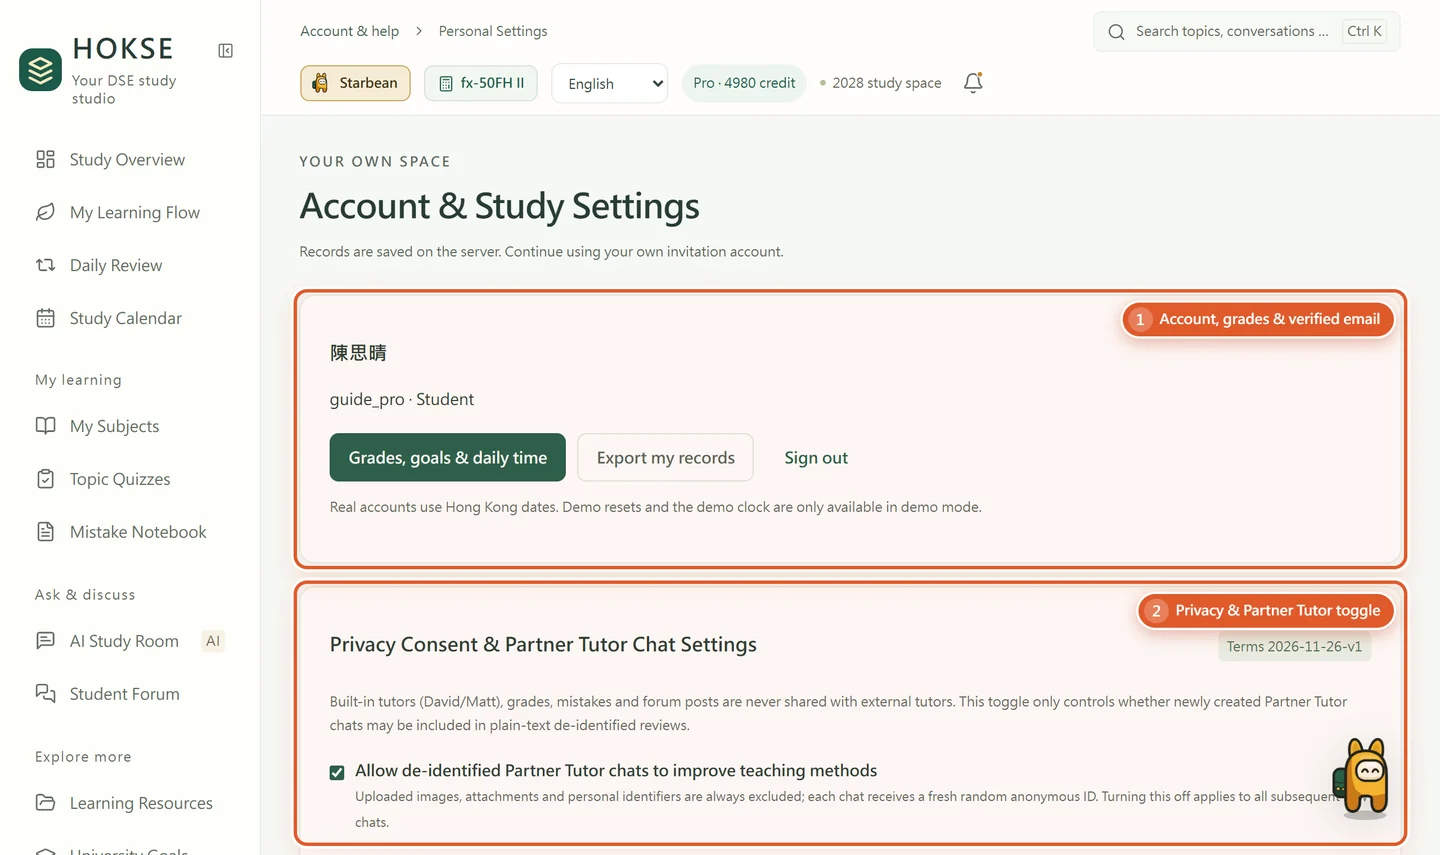 HOKSE
Your DSE study
studio
Study Overview
My Learning Flow
Daily Review
Study Calendar
My learning
My Subjects
Topic Quizzes
Mistake Notebook
Ask & discuss
AI Study Room
AI
Student Forum
Explore more
Learning Resources
University Goals
Account & help > Personal Settings
Search topics, conversations ... Ctrl K
Starbean
fx-50FH II
English
Pro · 4980 credit
2028 study space
YOUR OWN SPACE
Account & Study Settings
Records are saved on the server. Continue using your own invitation account.
1 Account, grades & verified email
陳思晴
guide_pro · Student
Grades, goals & daily time
Export my records
Sign out
Real accounts use Hong Kong dates. Demo resets and the demo clock are only available in demo mode.
2 Privacy & Partner Tutor toggle
Privacy Consent & Partner Tutor Chat Settings
Terms 2026-11-26-v1
Built-in tutors (David/Matt), grades, mistakes and forum posts are never shared with external tutors. This toggle only controls whether newly created Partner Tutor
chats may be included in plain-text de-identified reviews.
Allow de-identified Partner Tutor chats to improve teaching methods
Uploaded images, attachments and personal identifiers are always excluded; each chat receives a fresh random anonymous ID. Turning this off applies to all subsequent
chats.